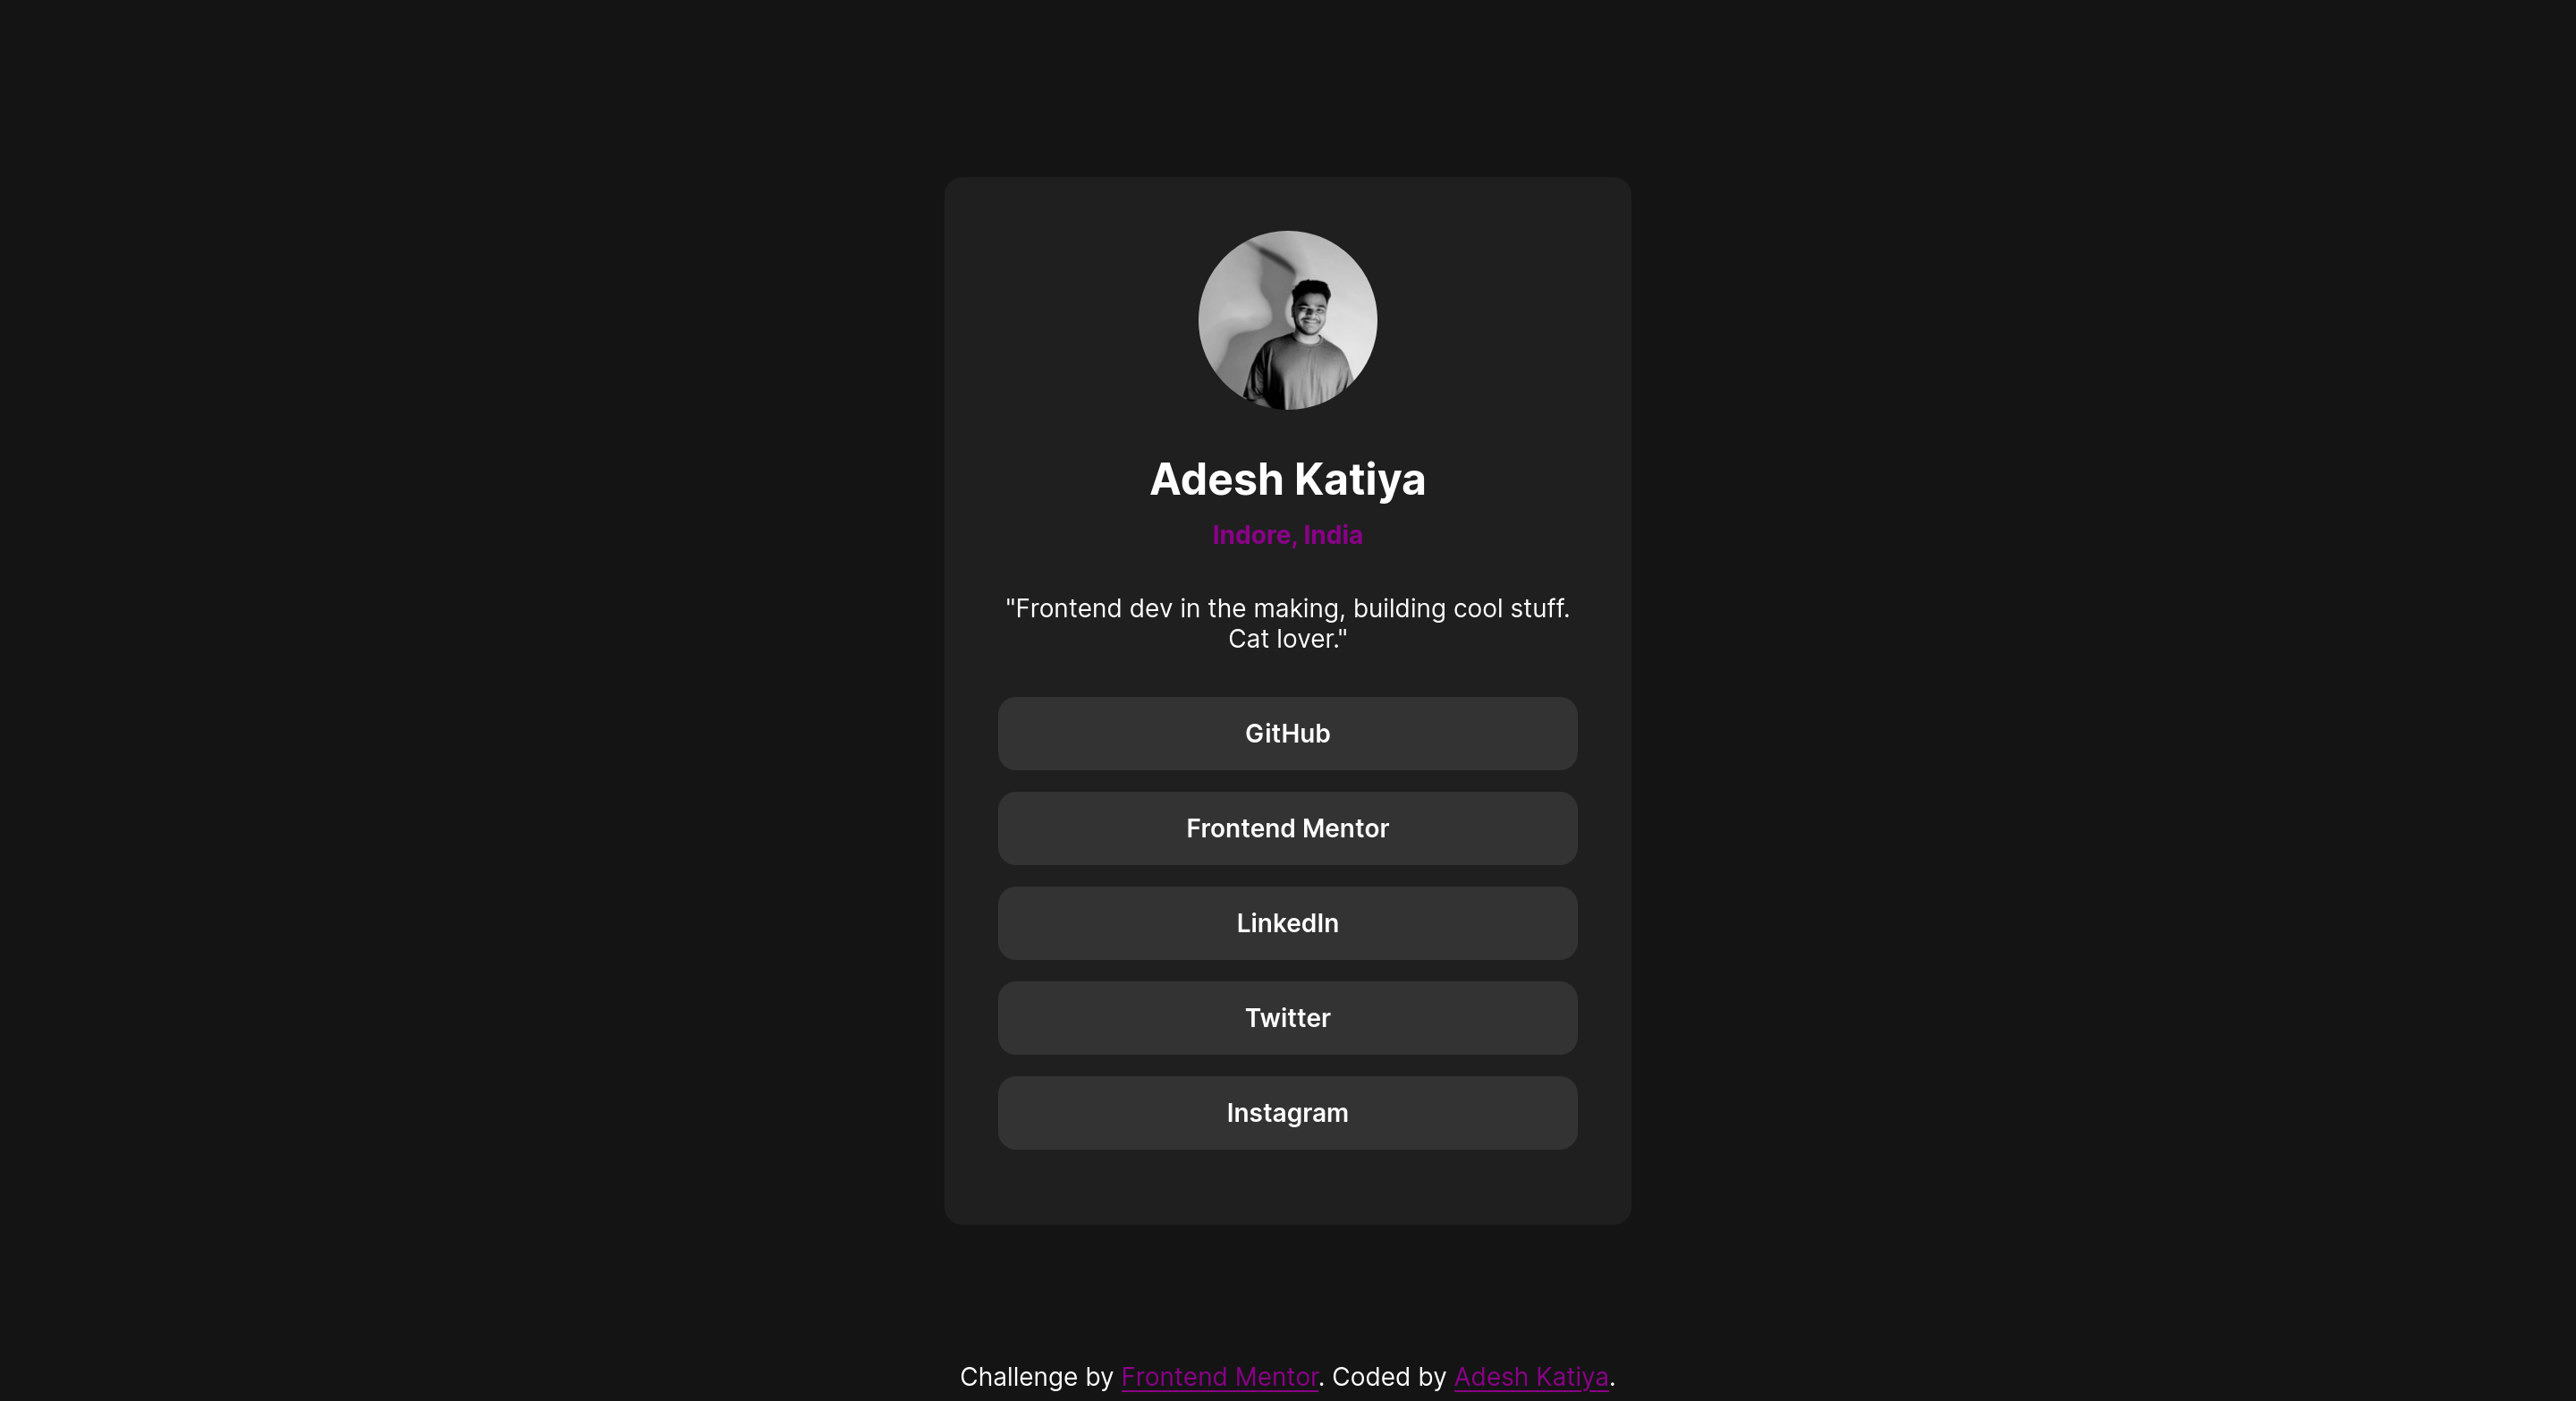 Adesh Katiya
Indore, India
"Frontend dev in the making, building cool stuff.
Cat lover."
GitHub
Frontend Mentor
LinkedIn
Twitter
Instagram
Challenge by Frontend Mentor. Coded by Adesh Katiya.